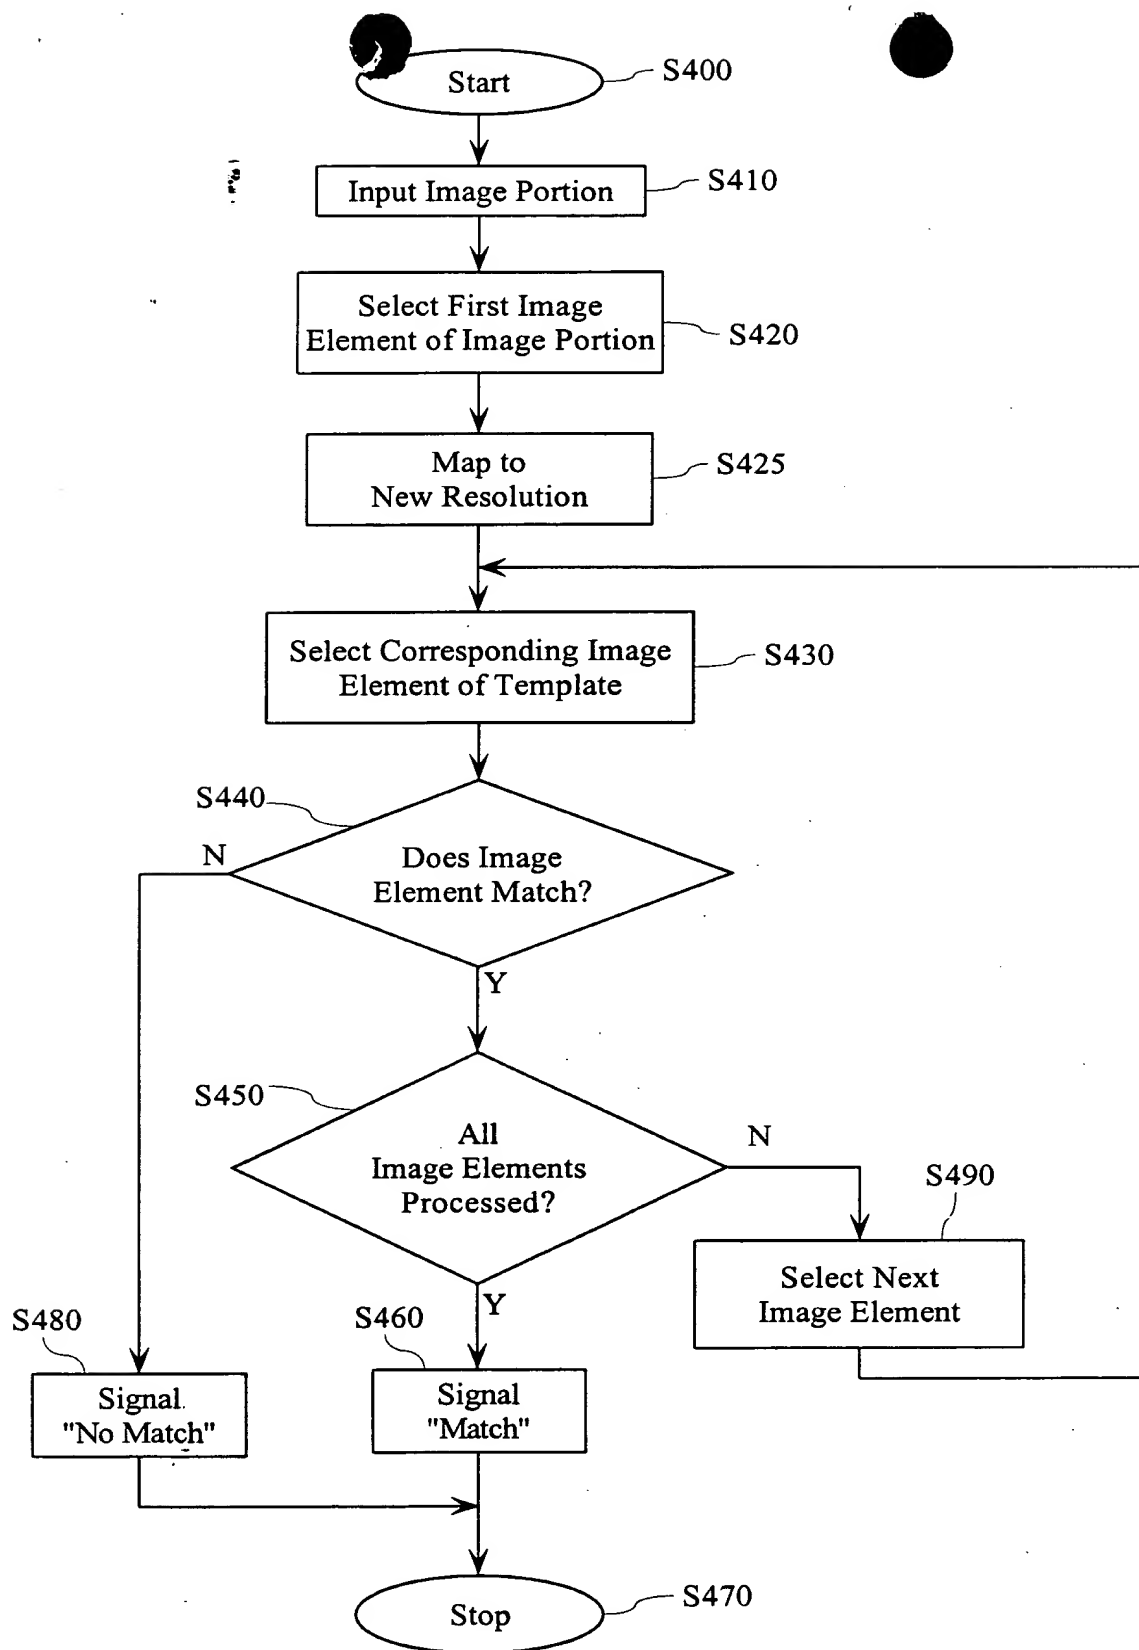 Start
S400
Input Image Portion
S410
Select First Image
Element of Image Portion
S420
Map to
New Resolution
S425
Select Corresponding Image
Element of Template
S430
S440
N
Does Image
Element Match?
Y
S450
All
Image Elements
Processed?
N
S490
Select Next
Image Element
Y
S480
S460
Signal
"No Match"
Signal
"Match"
Stop
S470